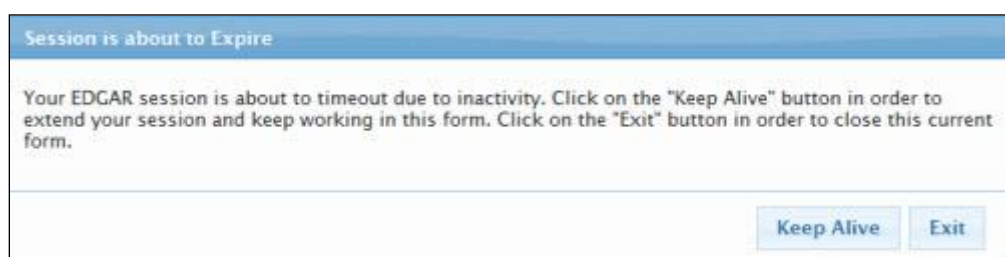 Session is about to Expire
Your EDGAR session is about to timeout due to inactivity. Click on the "Keep Alive" button in order to
extend your session and keep working in this form. Click on the "Exit" button in order to close this current
form.
Keep Alive Exit